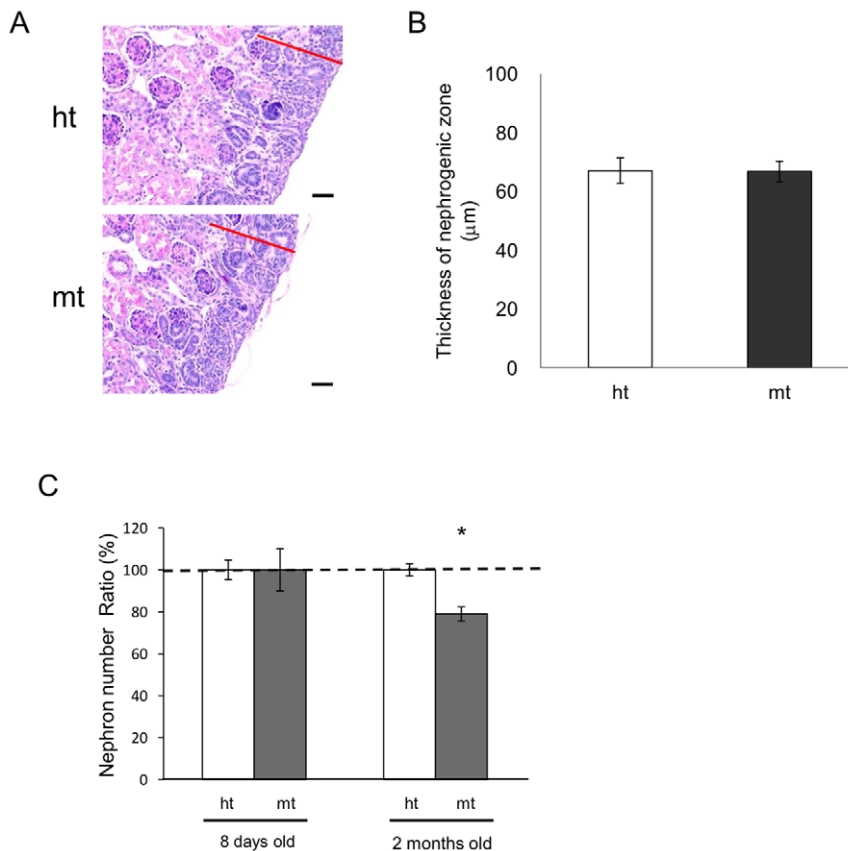 A
ht
mt
B
Thickness of nephrogenic zone
(μm)
100
80
60
40
20
0
ht
mt
C
Nephron number Ratio (%)
120
100
80
60
40
20
0
*
ht
mt
ht
mt
8 days old
2 months old